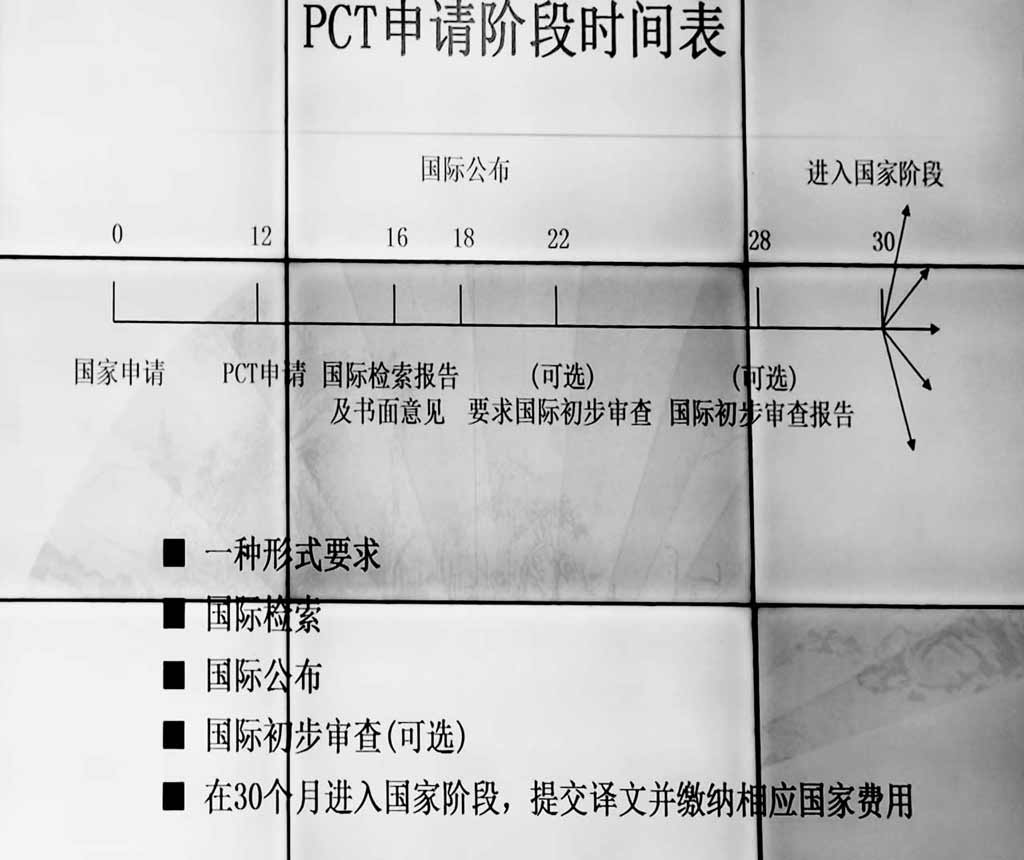 PCT申请阶段时间表
国际公布 进入国家阶段
0 12 16 18 22 28 30
国家申请 PCT申请 国际检索报告 (可选) (可选)
及书面意见 要求国际初步审查 国际初步审查报告
■ 一种形式要求
■ 国际检索
■ 国际公布
■ 国际初步审查(可选)
■ 在30个月进入国家阶段，提交译文并缴纳相应国家费用